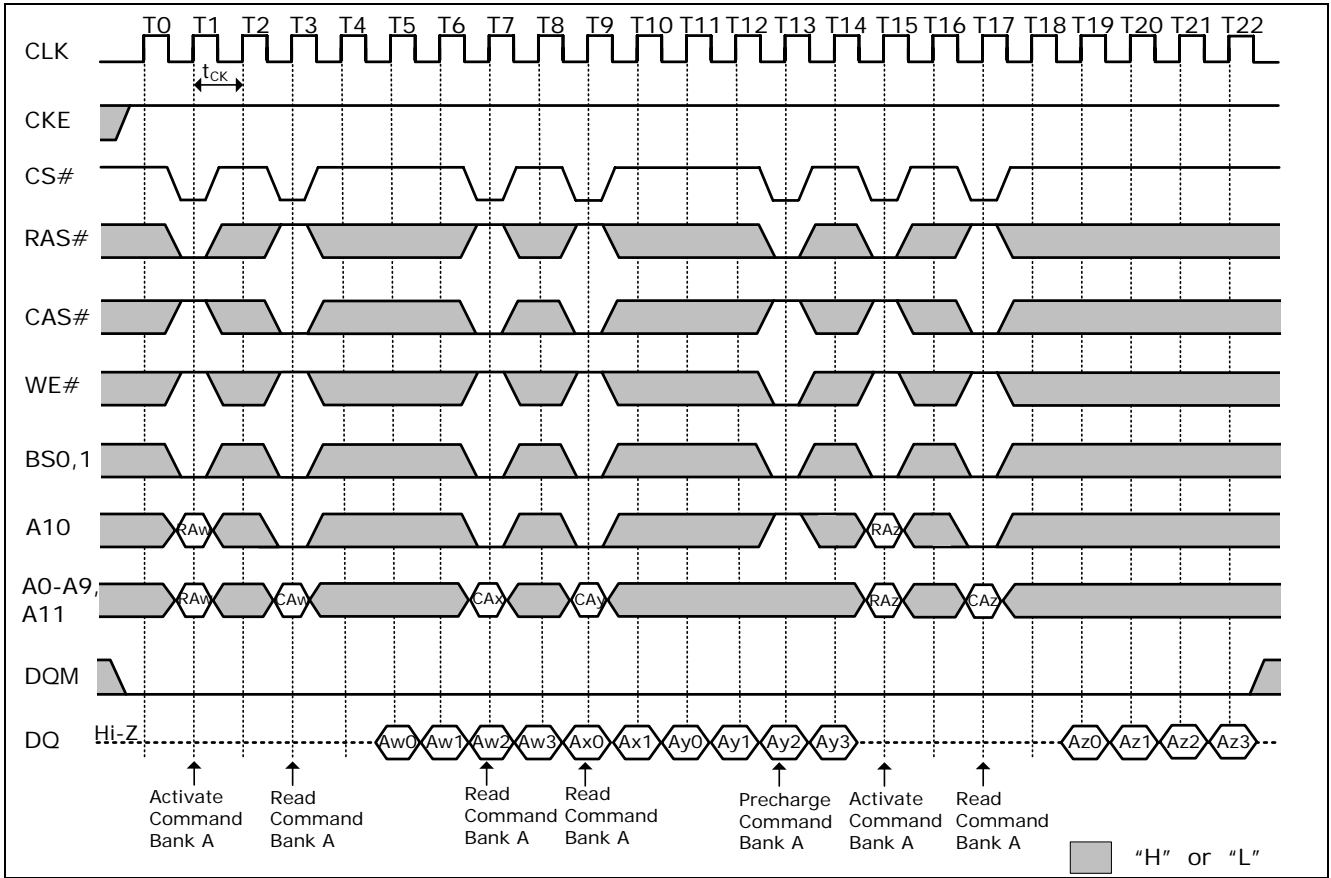 T0 T1 T2 T3 T4 T5 T6 T7 T8 T9 T10 T11 T12 T13 T14 T15 T16 T17 T18 T19 T20 T21 T22
CLK
tCK
CKE
CS#
RAS#
CAS#
WE#
BS0,1
A10 RAw RAz
A0-A9, RAw CAw CAx CAy RAz CAz
A11
DQM
DQ Hi-Z Aw0 Aw1 Aw2 Aw3 Ax0 Ax1 Ay0 Ay1 Ay2 Ay3 Az0 Az1 Az2 Az3
Activate
Command
Bank A
Read
Command
Bank A
Read
Command
Bank A
Read
Command
Bank A
Precharge
Command
Bank A
Activate
Command
Bank A
Read
Command
Bank A
"H" or "L"